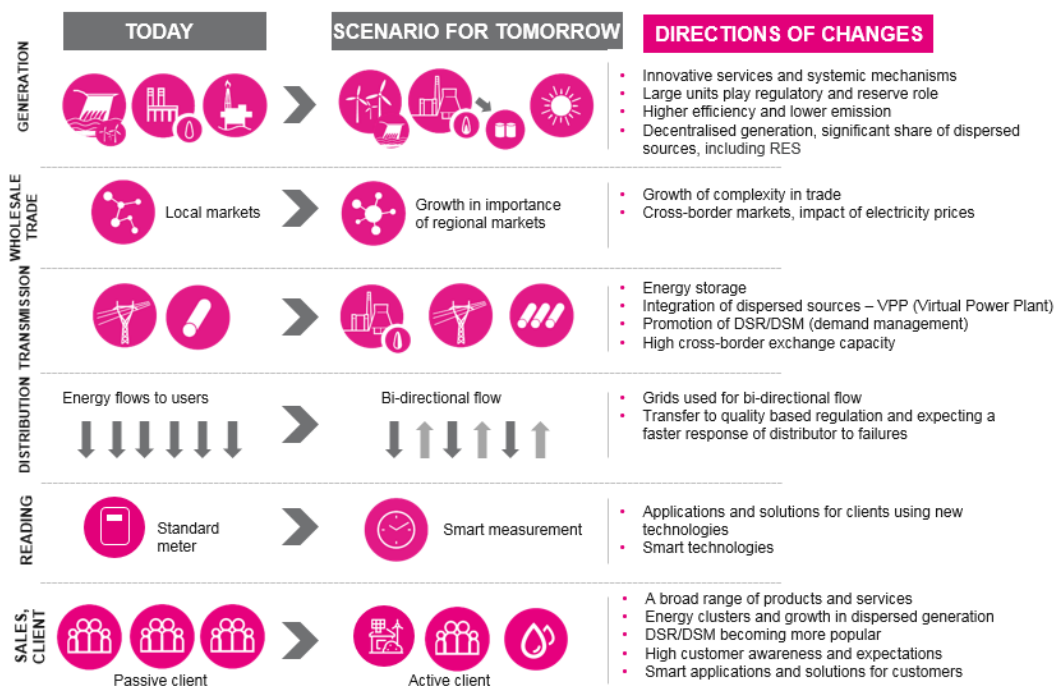 TODAY
SCENARIO FOR TOMORROW
DIRECTIONS OF CHANGES
GENERATION
• Innovative services and systemic mechanisms
• Large units play regulatory and reserve role
• Higher efficiency and lower emission
• Decentralised generation, significant share of dispersed
sources, including RES
WHOLESALE
TRADE
Local markets
Growth in importance
of regional markets
• Growth of complexity in trade
• Cross-border markets, impact of electricity prices
TRANSMISSION
• Energy storage
• Integration of dispersed sources – VPP (Virtual Power Plant)
• Promotion of DSR/DSM (demand management)
• High cross-border exchange capacity
DISTRIBUTION
Energy flows to users
Bi-directional flow
• Grids used for bi-directional flow
• Transfer to quality based regulation and expecting a
faster response of distributor to failures
READING
Standard
meter
Smart measurement
• Applications and solutions for clients using new
technologies
• Smart technologies
SALES,
CLIENT
Passive client
Active client
• A broad range of products and services
• Energy clusters and growth in dispersed generation
• DSR/DSM becoming more popular
• High customer awareness and expectations
• Smart applications and solutions for customers